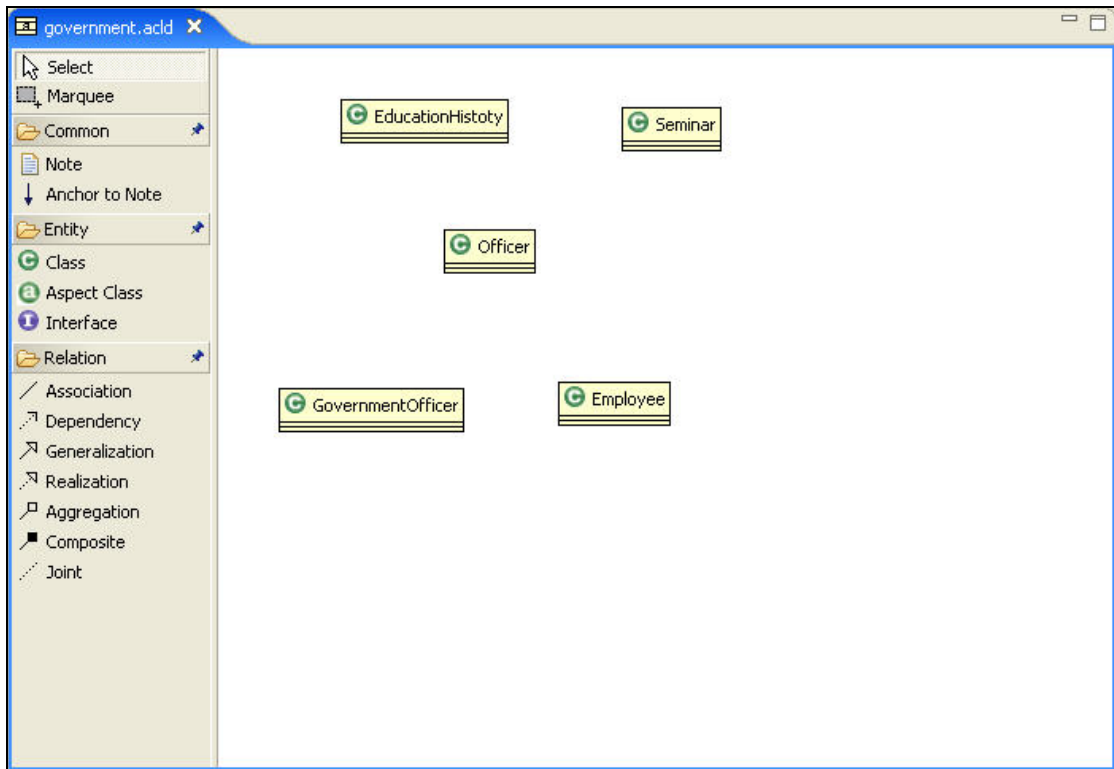 government.acld
Select
Marquee
Common
Note
Anchor to Note
Entity
Class
Aspect Class
Interface
Relation
Association
Dependency
Generalization
Realization
Aggregation
Composite
Joint
EducationHistoty
Seminar
Officer
GovernmentOfficer
Employee